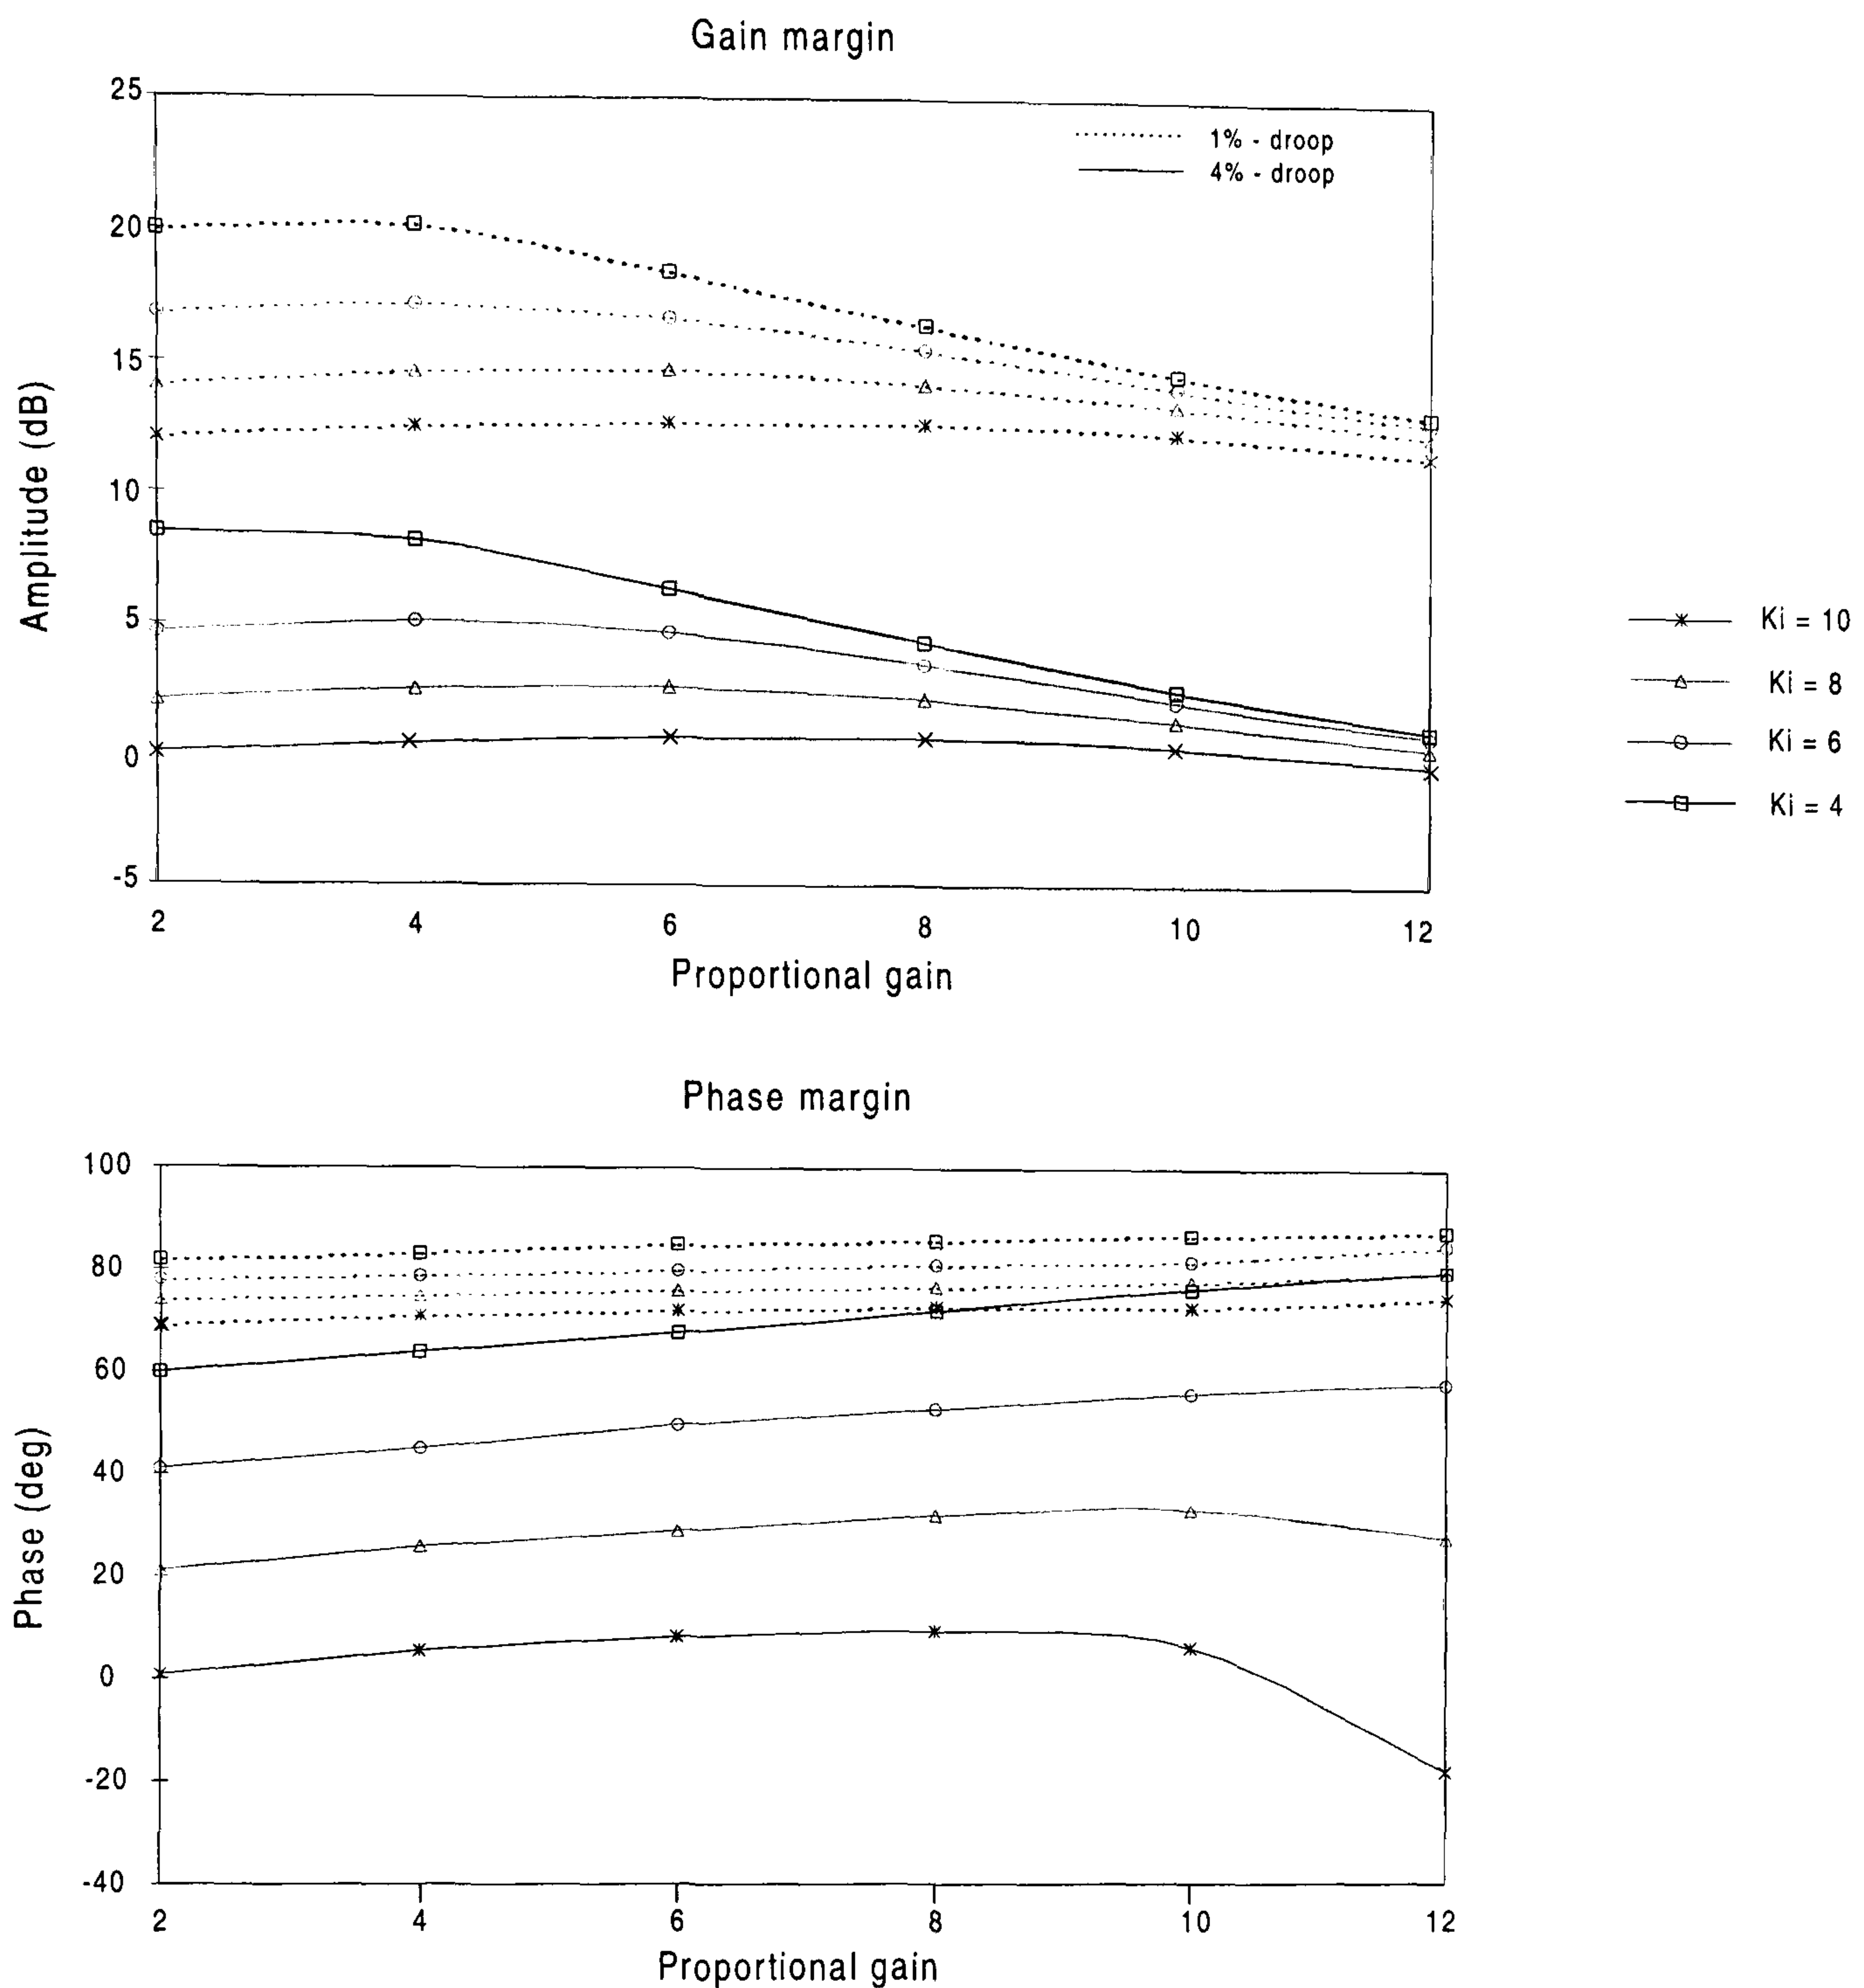 Gain margin
25
20
15
10
5
0
-5
Amplitude (dB)
1% - droop
4% - droop
2 4 6 8 10 12
Proportional gain
Ki = 10
Ki = 8
Ki = 6
Ki = 4
Phase margin
100
80
60
40
20
0
-20
-40
Phase (deg)
2 4 6 8 10 12
Proportional gain